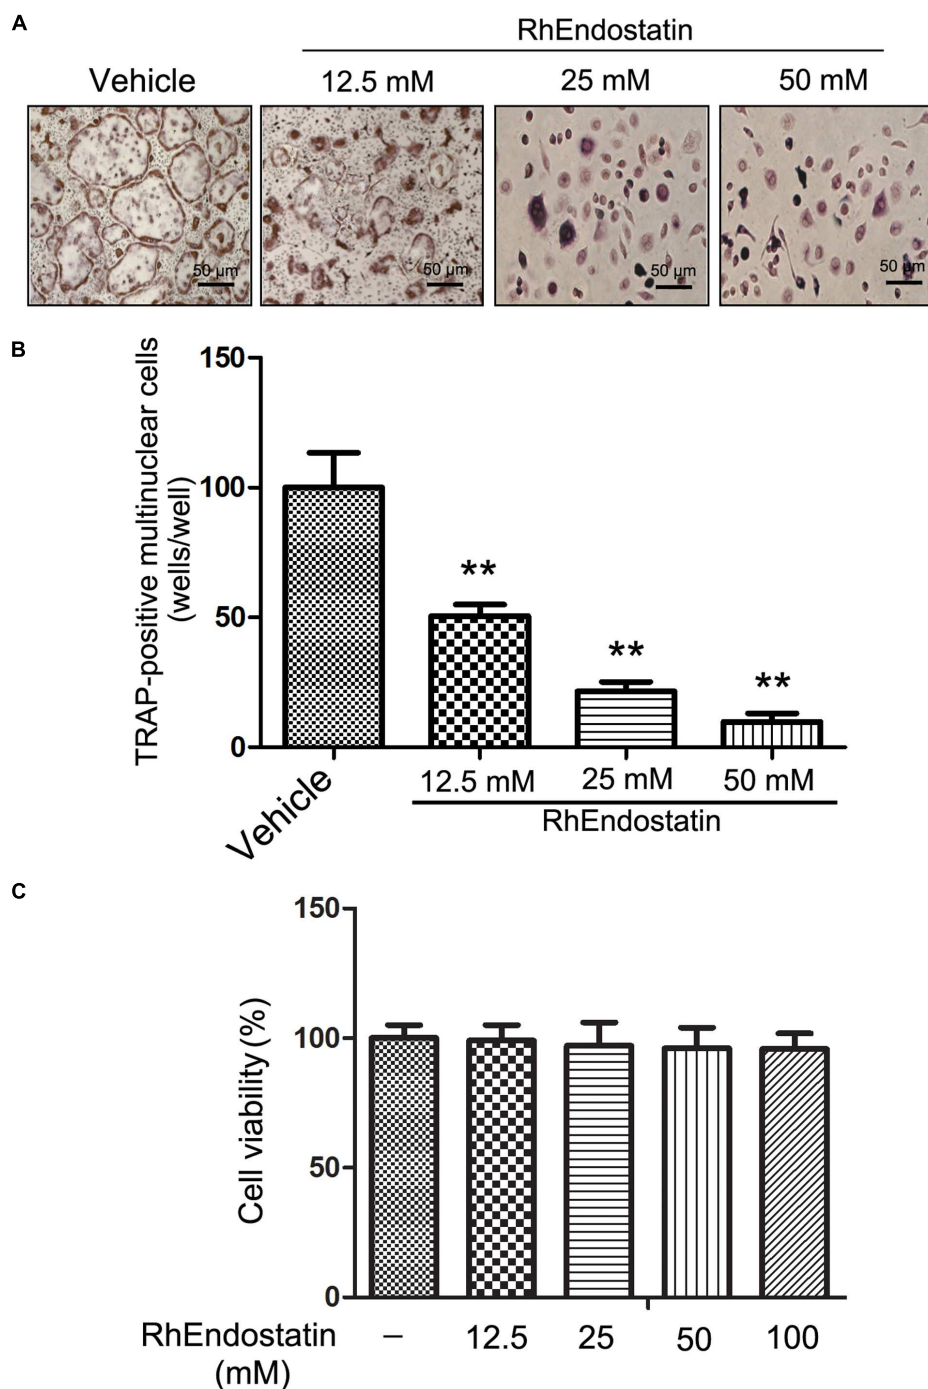 A
RhEndostatin
Vehicle
12.5 mM
25 mM
50 mM
50 µm
50 µm
50 µm
50 µm
B
TRAP-positive multinuclear cells
(wells/well)
150
100
50
0
**
**
**
Vehicle
12.5 mM
25 mM
50 mM
RhEndostatin
C
Cell viability (%)
150
100
50
0
RhEndostatin
(mM)
– 12.5 25 50 100